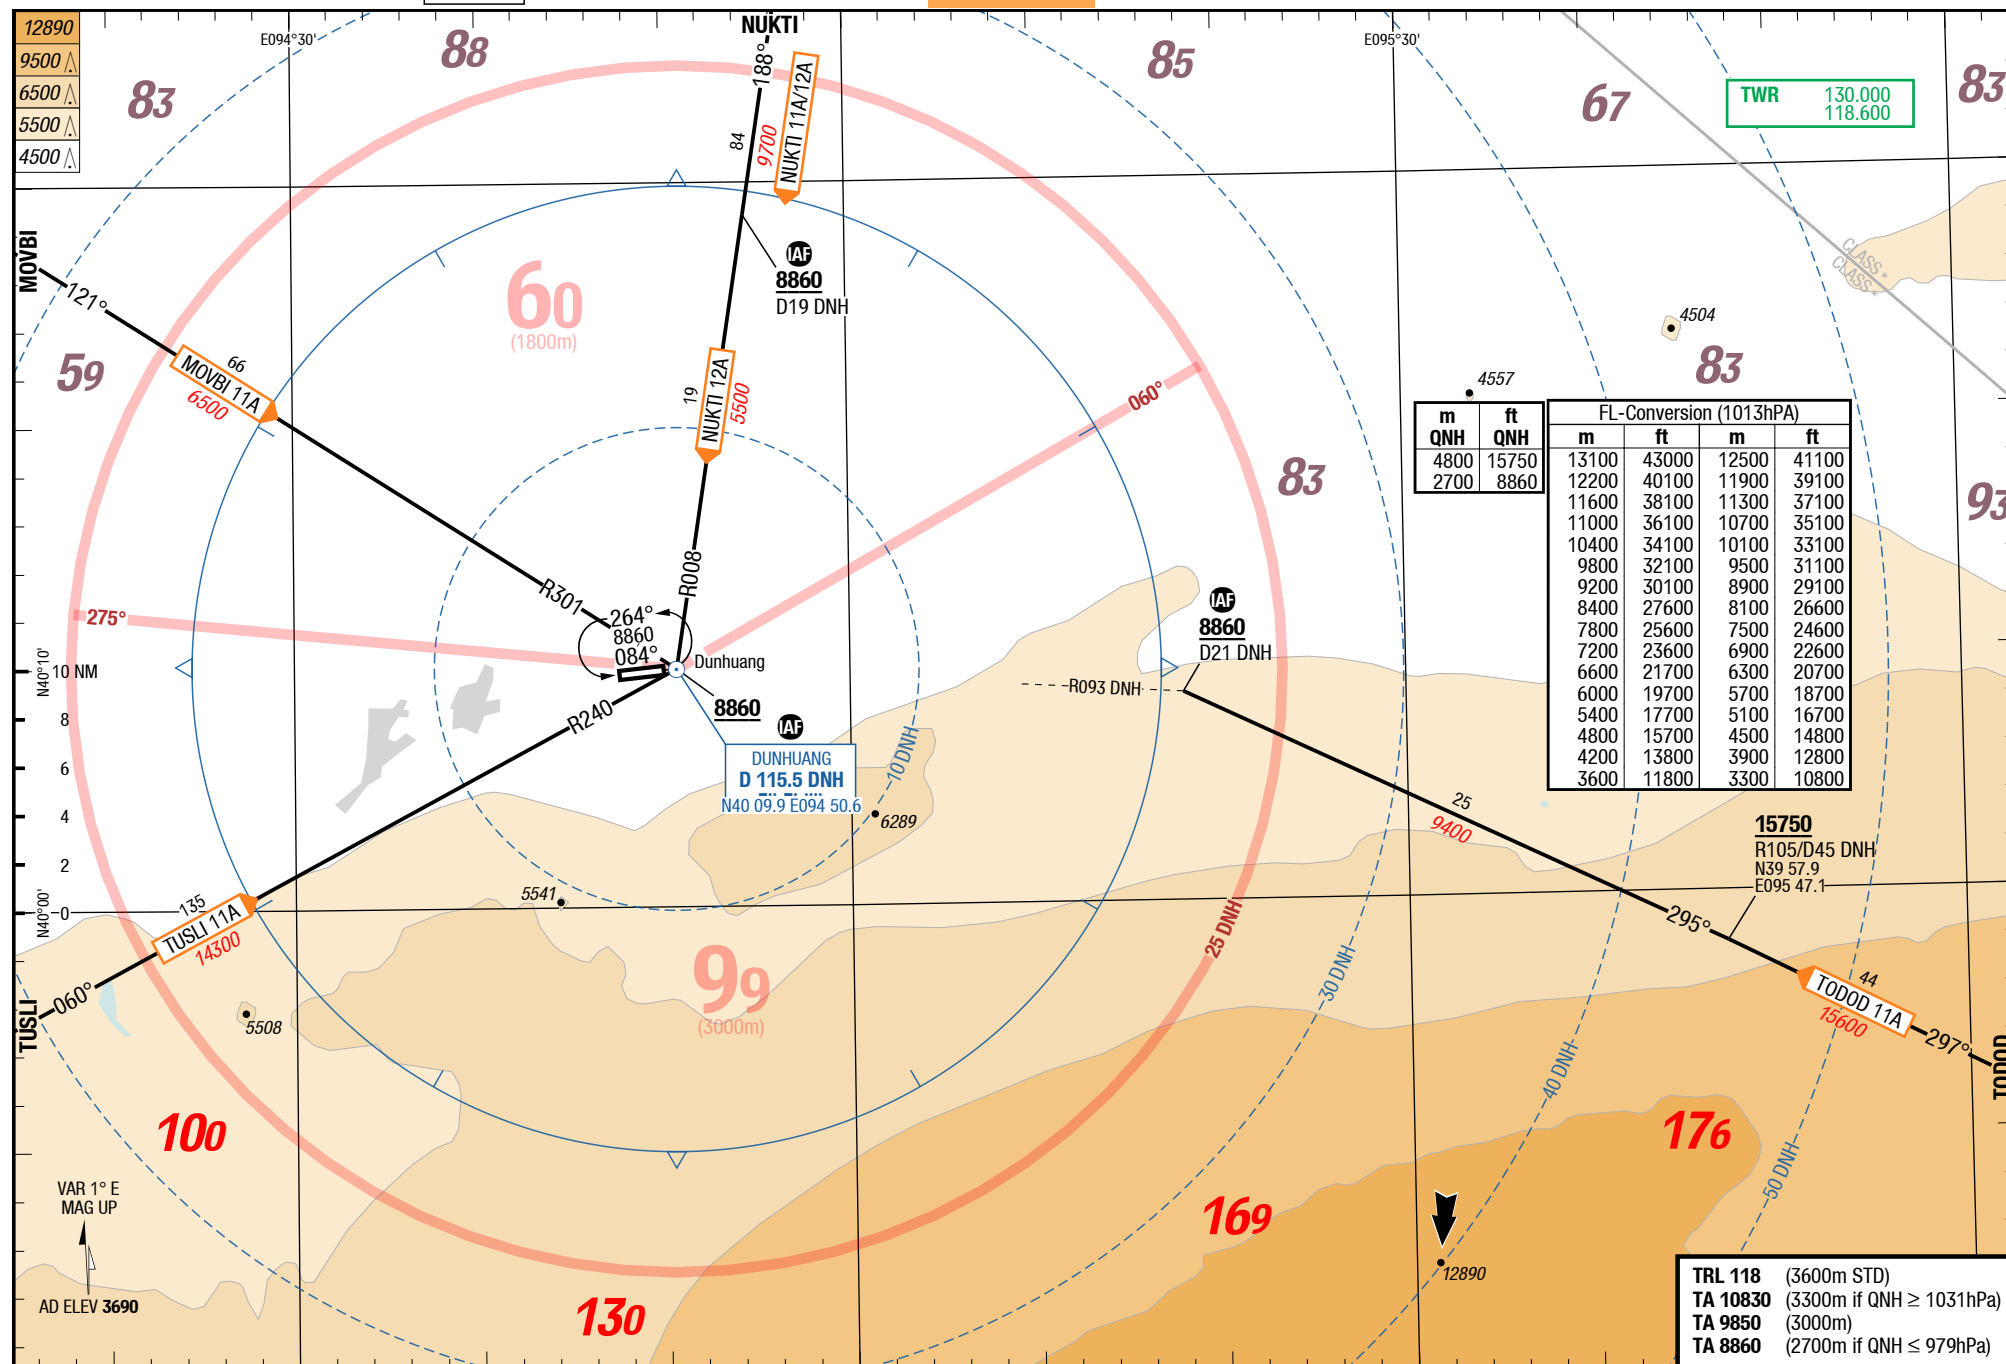 12890
9500
6500
5500
4500
E094°30'
88
83
NUKTI
188°
84
9700
NUKTI 11A/12A
85
E095°30'
67
TWR 130.000
118.600
83
MOVBI
121°
66
MOVBI 11A
6500
59
60
(1800m)
IAF
8860
D19 DNH
19
NUKTI 12A
5500
060°
CLASS *
CLASS *
4504
83
4557
83
93
m ft
QNH QNH
4800 15750
2700 8860
FL-Conversion (1013hPA)
m ft m ft
13100 43000 12500 41100
12200 40100 11900 39100
11600 38100 11300 37100
11000 36100 10700 35100
10400 34100 10100 33100
9800 32100 9500 31100
9200 30100 8900 29100
8400 27600 8100 26600
7800 25600 7500 24600
7200 23600 6900 22600
6600 21700 6300 20700
6000 19700 5700 18700
5400 17700 5100 16700
4800 15700 4500 14800
4200 13800 3900 12800
3600 11800 3300 10800
R301
R008
264°
8860
084°
275°
Dunhuang
8860
IAF
DUNHUANG
D 115.5 DNH
N40 09.9 E094 50.6
R240
IAF
8860
D21 DNH
R093 DNH
N40°10'
10 NM
8
6
4
2
0
N40°00'
10 DNH
6289
5541
25
9400
15750
R105/D45 DNH
N39 57.9
E095 47.1
295°
44
TODOD 11A
15600
297°
TODOD
135
TUSLI 11A
14300
060°
TUSLI
5508
99
(3000m)
25 DNH
30 DNH
40 DNH
50 DNH
100
176
169
130
12890
VAR 1° E
MAG UP
AD ELEV 3690
TRL 118 (3600m STD)
TA 10830 (3300m if QNH ≥ 1031hPa)
TA 9850 (3000m)
TA 8860 (2700m if QNH ≤ 979hPa)